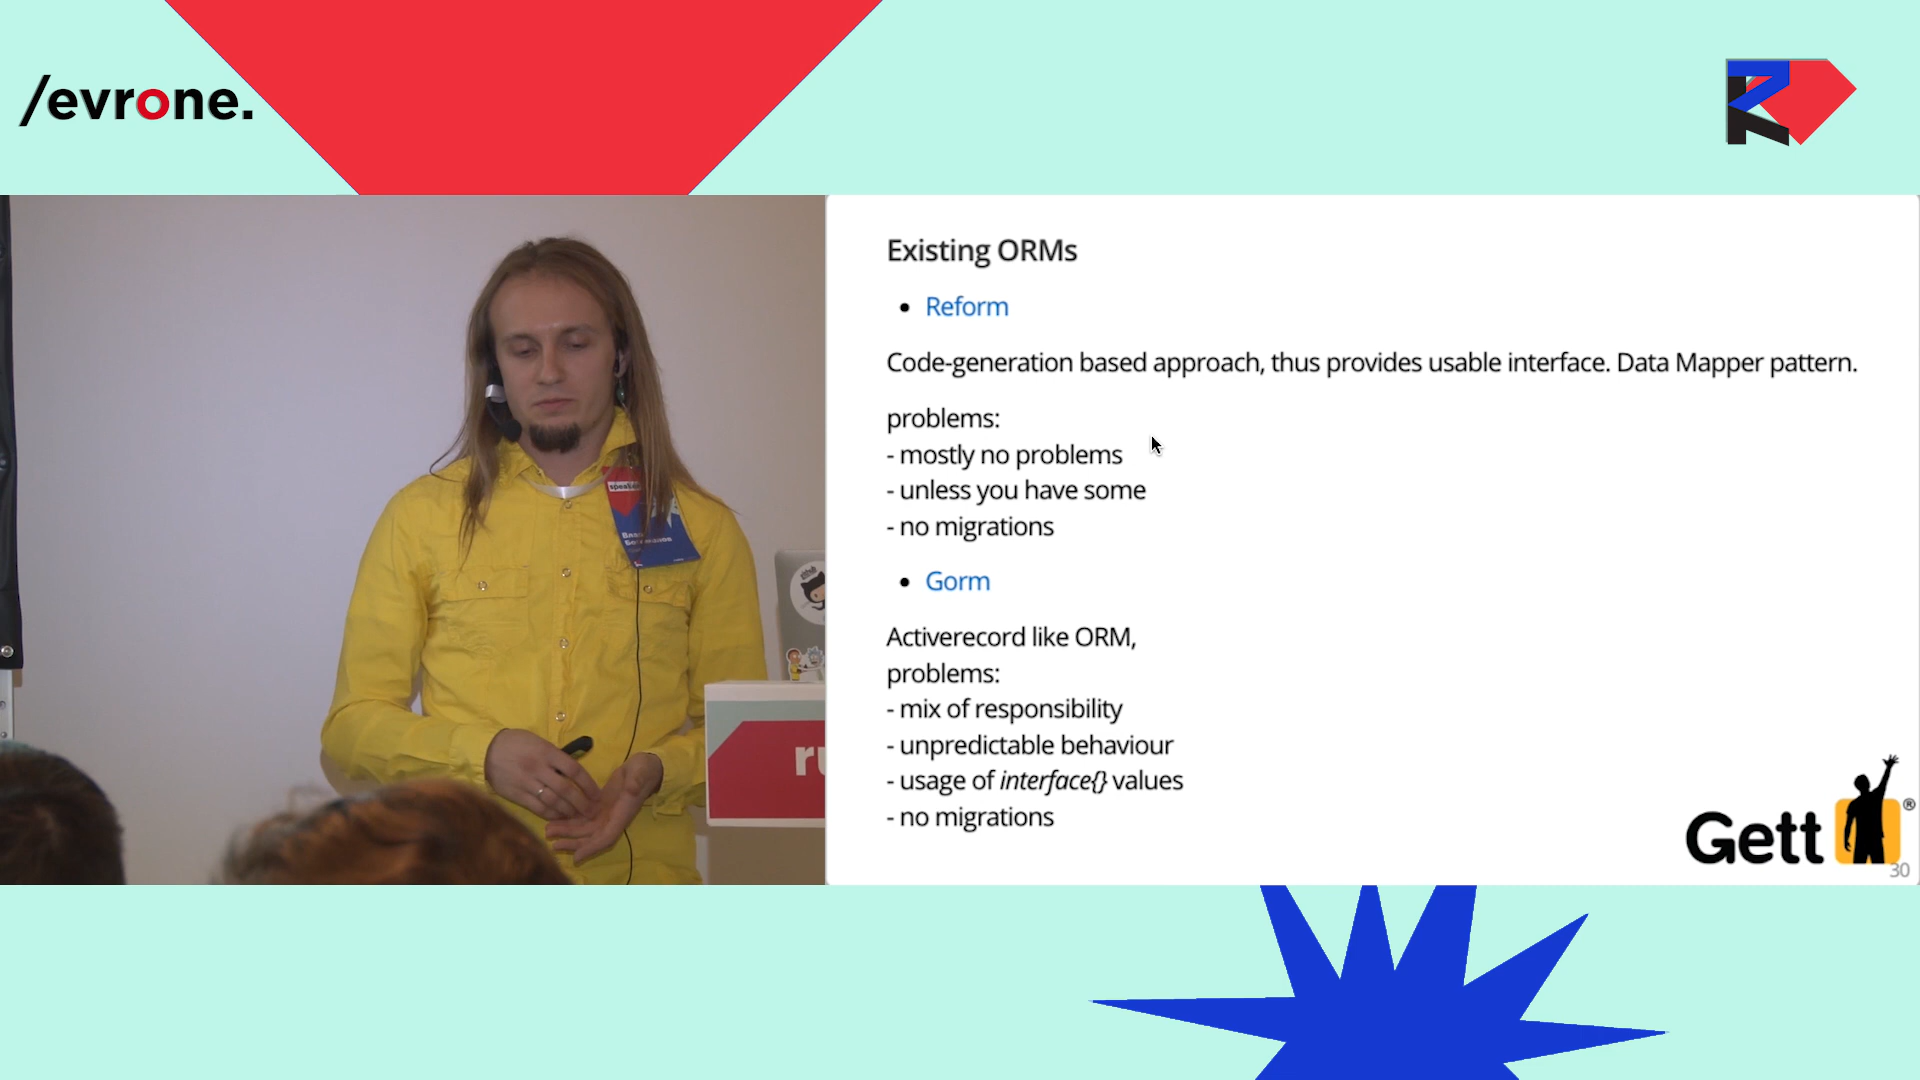 /evrone.
Existing ORMs
Reform
Code-generation based approach, thus provides usable interface. Data Mapper pattern.
problems:
- mostly no problems
- unless you have some
- no migrations
Gorm
Activerecord like ORM,
problems:
- mix of responsibility
- unpredictable behaviour
- usage of interface{} values
- no migrations
Gett®
30
speaker
ru